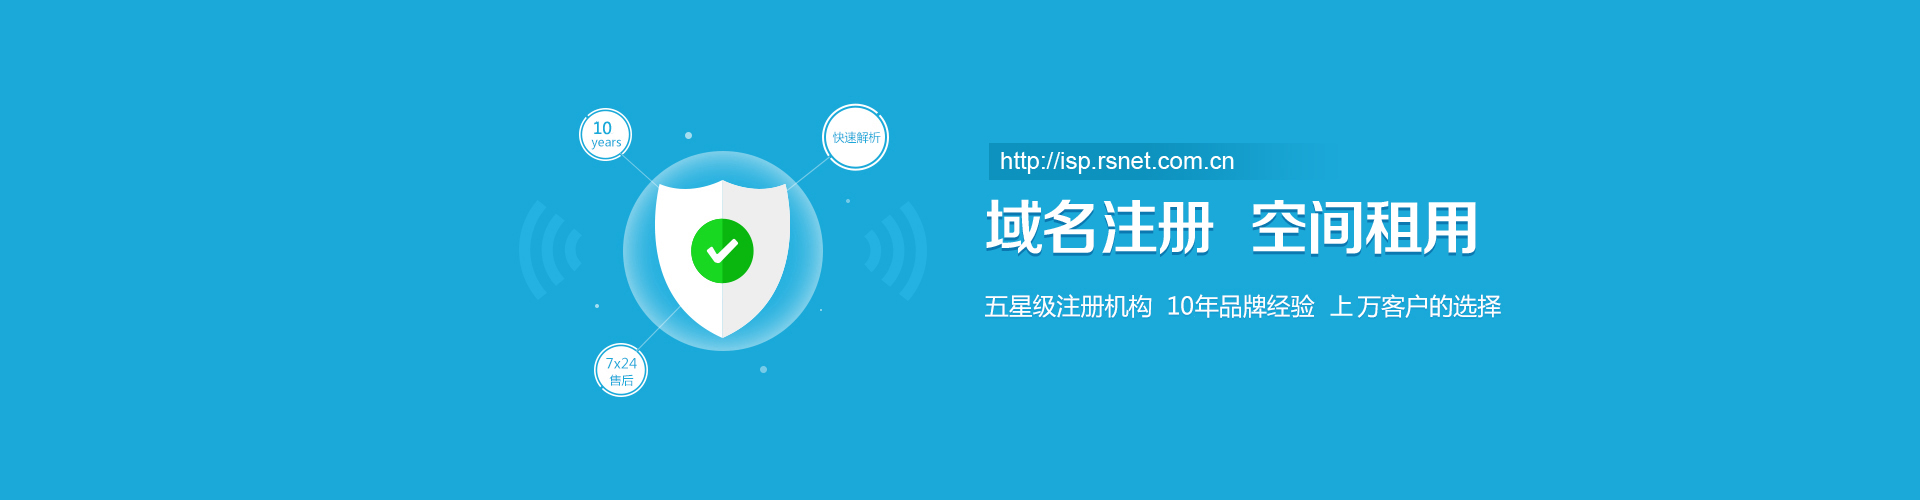 10
years
快速解析
http://isp.rsnet.com.cn
域名注册 空间租用
五星级注册机构 10年品牌经验 上万客户的选择
7x24
售后